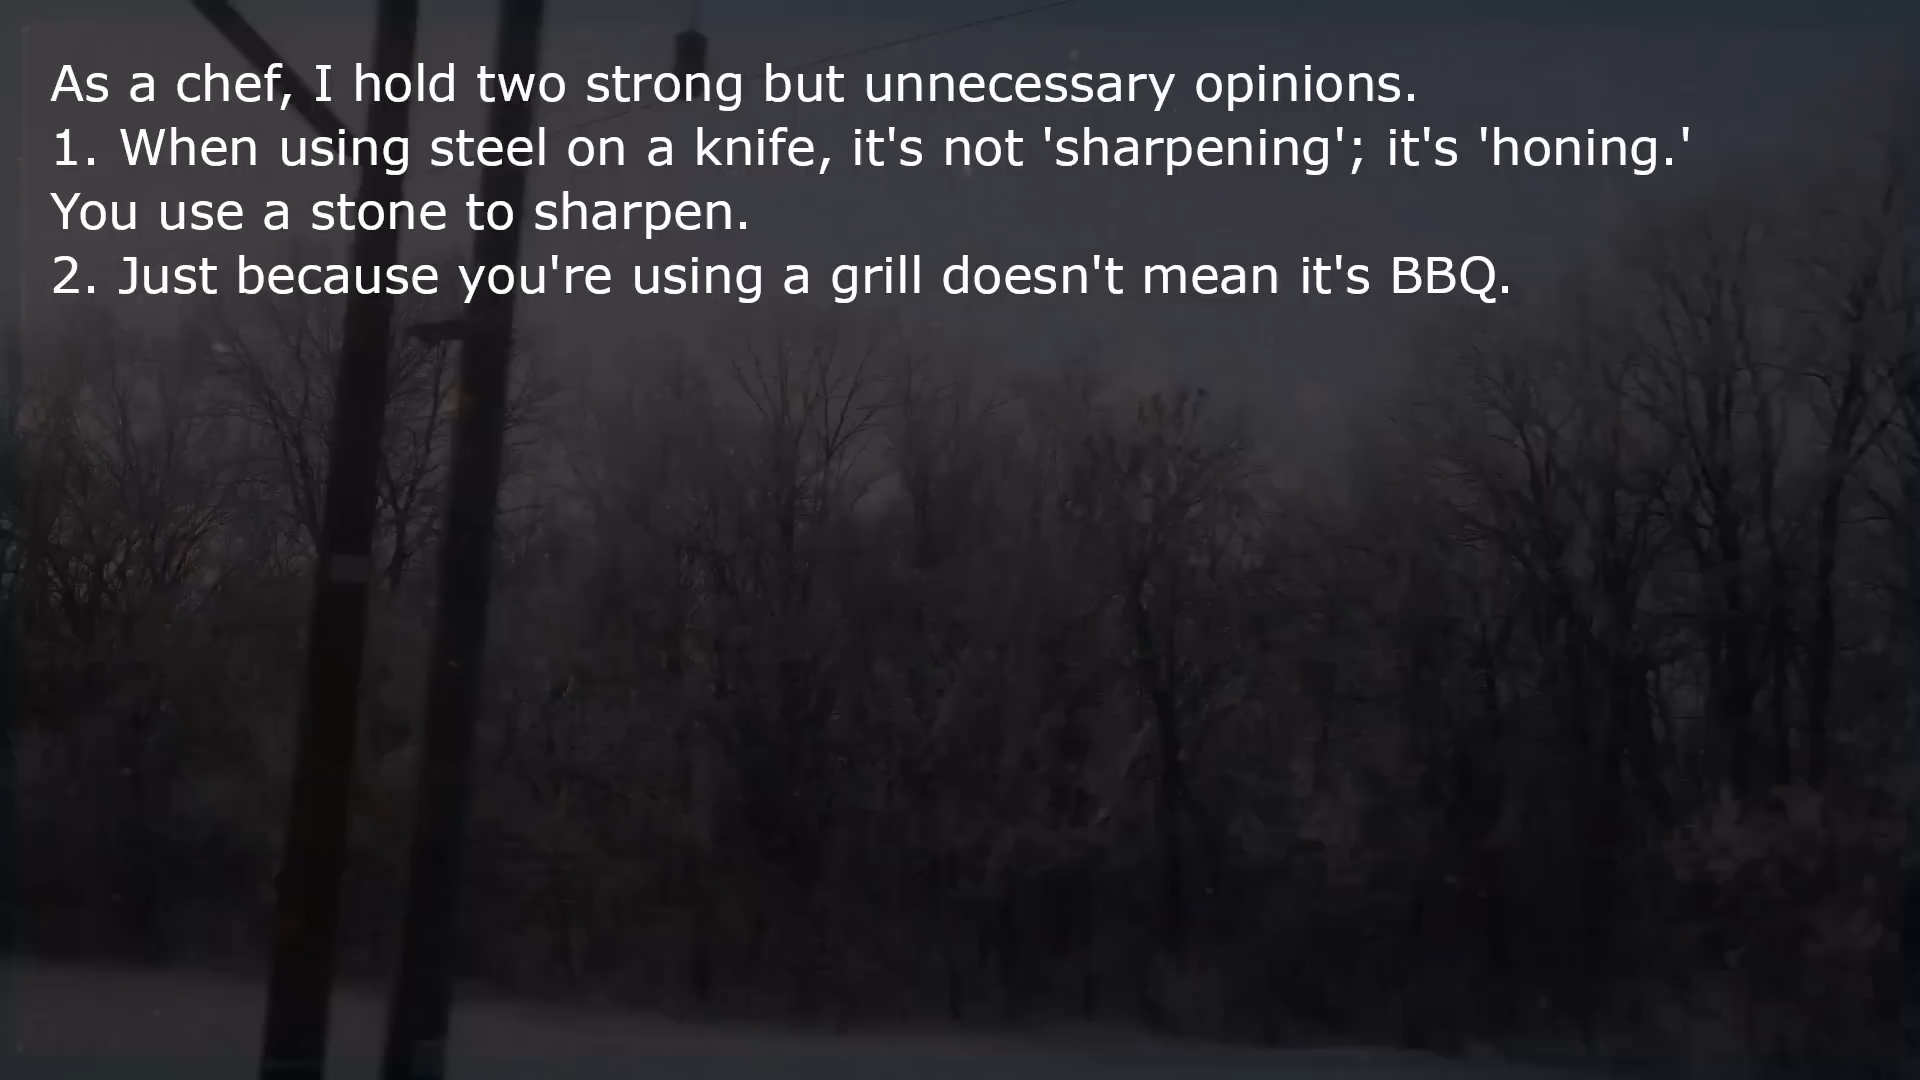 As a chef, I hold two strong but unnecessary opinions.
1. When using steel on a knife, it's not 'sharpening'; it's 'honing.'
You use a stone to sharpen.
2. Just because you're using a grill doesn't mean it's BBQ.